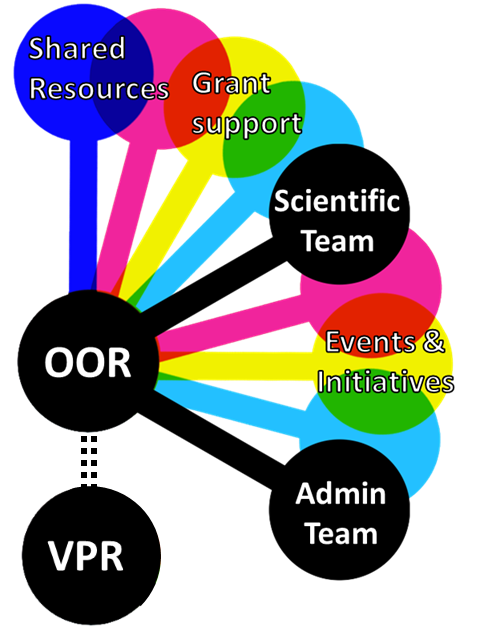 Shared
Resources
Grant
support
Scientific
Team
OOR
Events &
Initiatives
Admin
Team
VPR